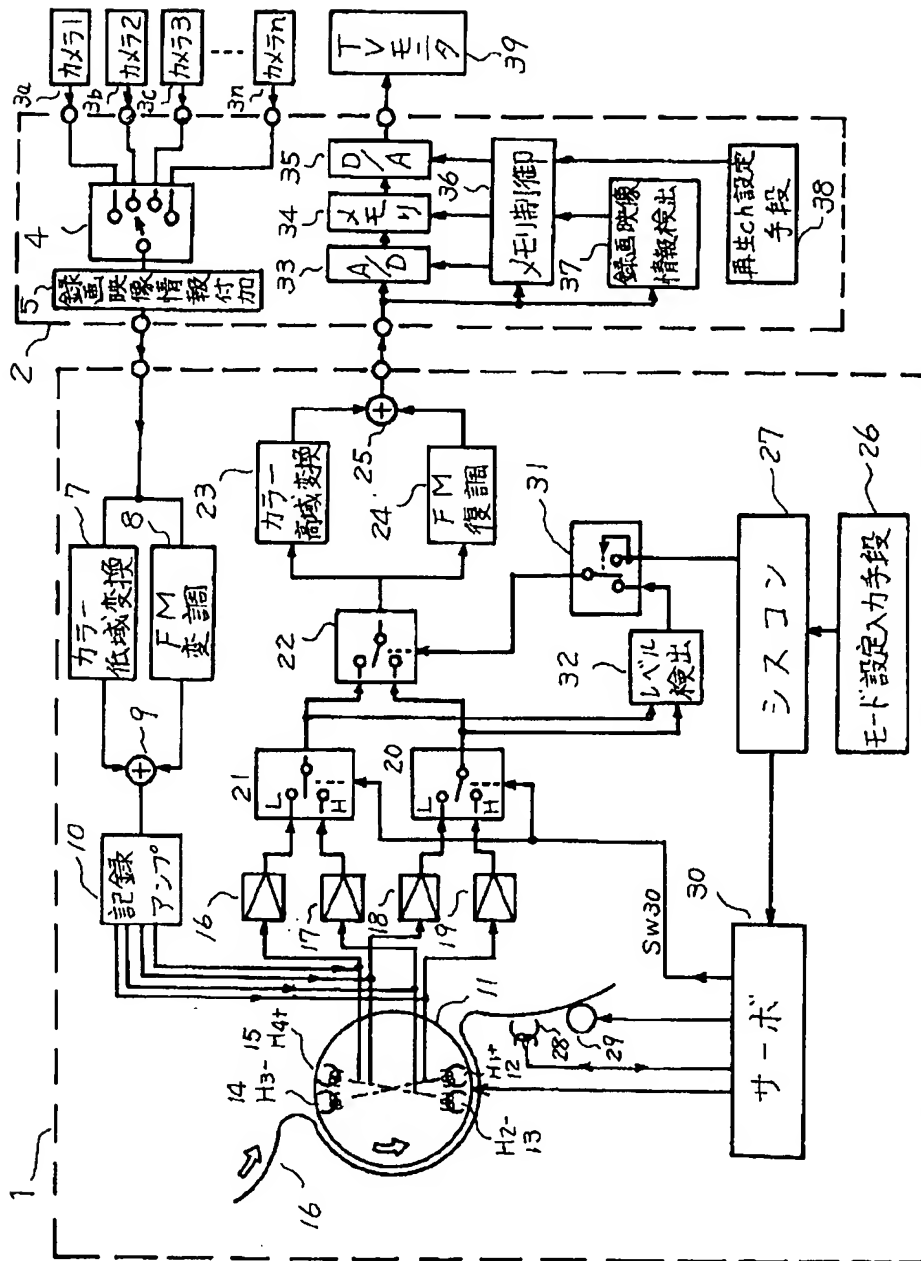 カメラ1
カメラ2
カメラ3
カメラn
3a
3b
3c
3n
4
5
録画映像情報付加
2
TVモニタ
39
D/A
35
メモリ
34
A/D
33
メモリ制御
36
録画映像
情報検出
37
再生ch設定
手段
38
1
7
カラー
低域変換
8
FM
変調
9
10
記録
アンプ
23
カラー
高域変換
24
FM
復調
25
22
31
32
レベル
検出
27
シスコン
26
モード設定入力手段
21
L
H
20
L
H
16
17
18
19
SW30
30
サーボ
11
15
H4+
14
H3-
H1+
12
H2-
13
28
29
16